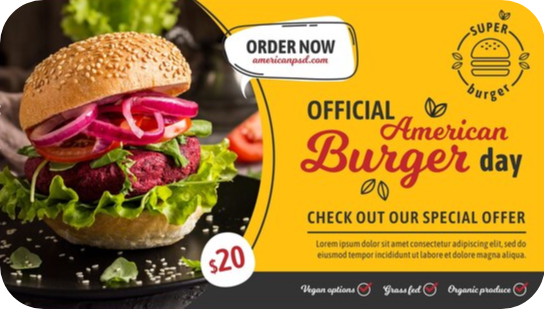 ORDER NOW
americanpsd.com
SUPER
burger
OFFICIAL
American
Burger day
CHECK OUT OUR SPECIAL OFFER
Lorem ipsum dolor sit amet consectetur adipiscing elit, sed do
eiusmod tempor incididunt ut labore et dolore magna aliqua.
$20
Vegan options
Grass fed
Organic produce